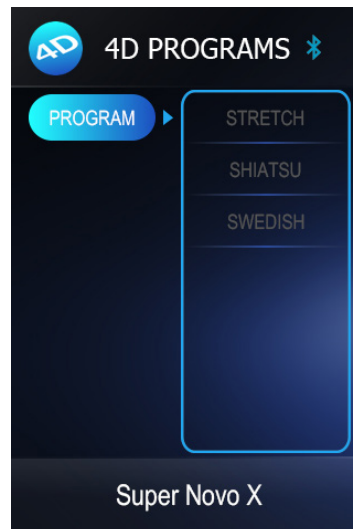 4D 4D PROGRAMS
PROGRAM
STRETCH
SHIATSU
SWEDISH
Super Novo X